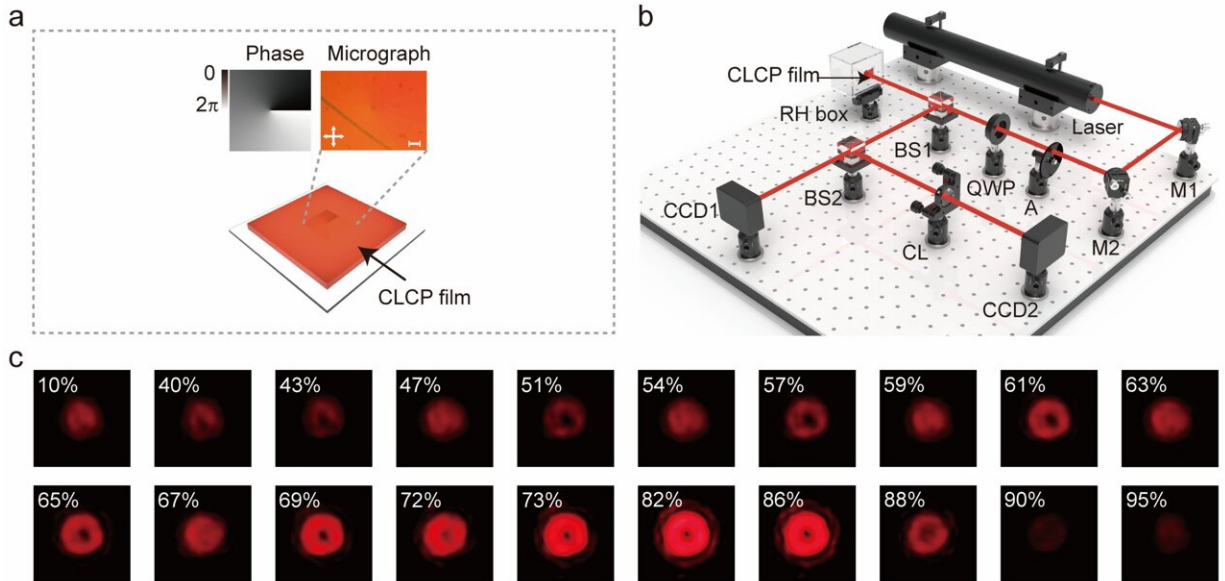 a
Phase
Micrograph
0
2π
CLCP film
b
CLCP film
RH box
Laser
BS1
QWP
A
M1
BS2
CCD1
CL
M2
CCD2
c
10% 40% 43% 47% 51% 54% 57% 59% 61% 63%
65% 67% 69% 72% 73% 82% 86% 88% 90% 95%